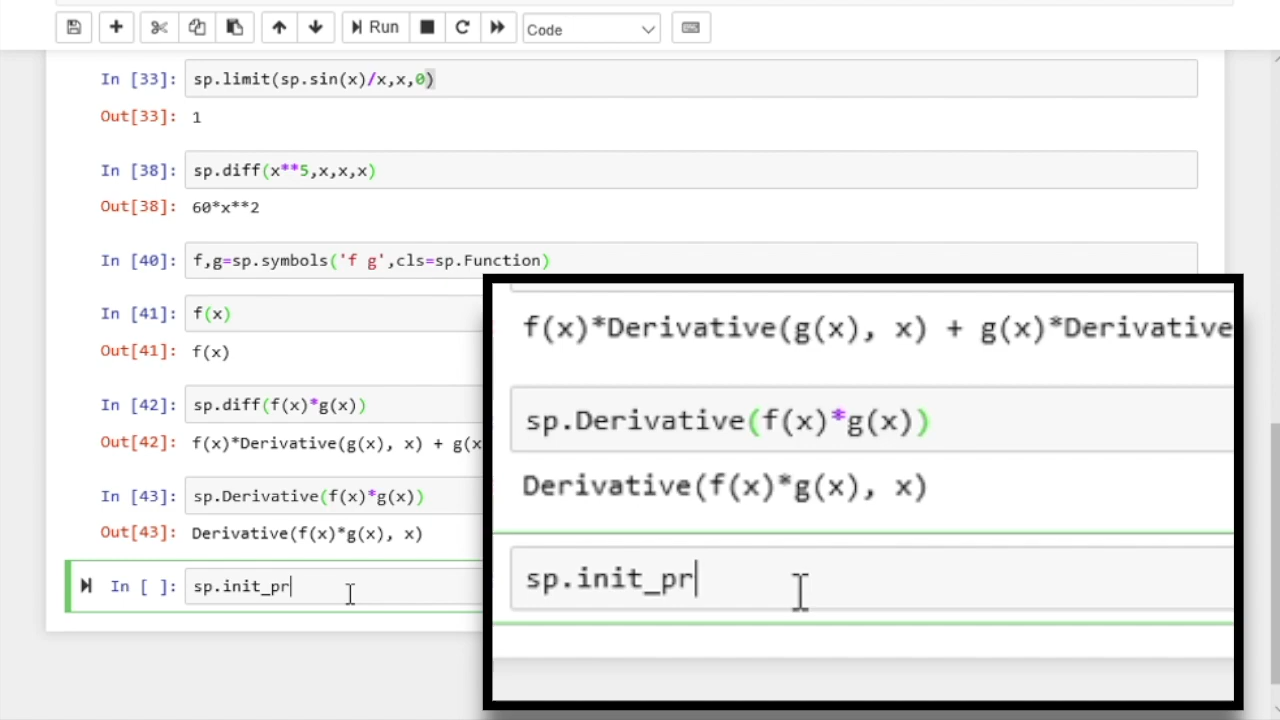 Run
Code
In [33]: sp.limit(sp.sin(x)/x,x,0)
Out[33]: 1
In [38]: sp.diff(x**5,x,x,x)
Out[38]: 60*x**2
In [40]: f,g=sp.symbols('f g',cls=sp.Function)
In [41]: f(x)
Out[41]: f(x)
In [42]: sp.diff(f(x)*g(x))
Out[42]: f(x)*Derivative(g(x), x) + g(x
In [43]: sp.Derivative(f(x)*g(x))
Out[43]: Derivative(f(x)*g(x), x)
In [ ]: sp.init_pr
f(x)*Derivative(g(x), x) + g(x)*Derivative
sp.Derivative(f(x)*g(x))
Derivative(f(x)*g(x), x)
sp.init_pr